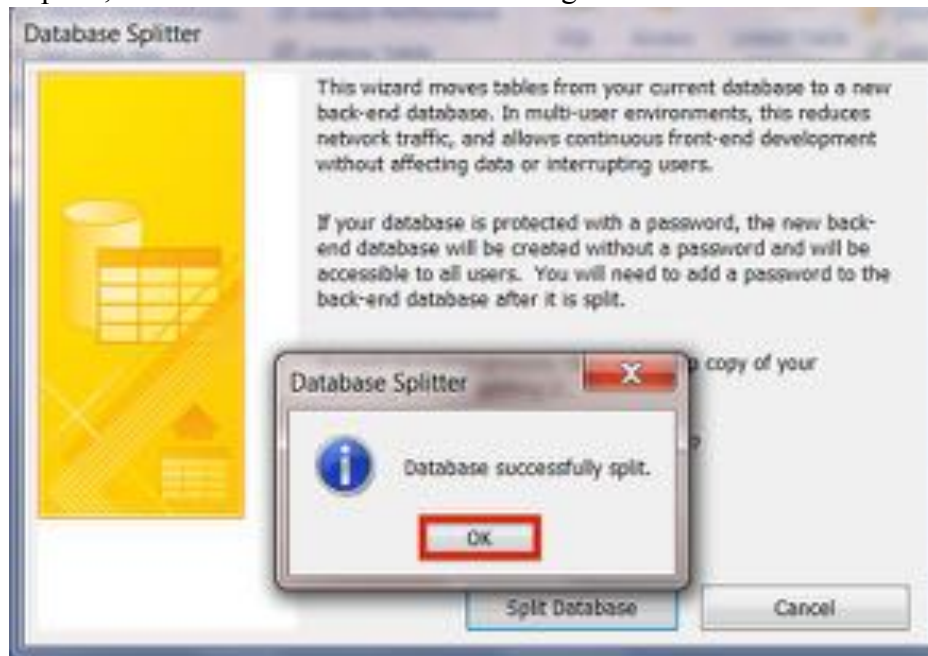 Database Splitter
This wizard moves tables from your current database to a new
back-end database. In multi-user environments, this reduces
network traffic, and allows continuous front-end development
without affecting data or interrupting users.
If your database is protected with a password, the new back-
end database will be created without a password and will be
accessible to all users. You will need to add a password to the
back-end database after it is split.
copy of your
?
Database Splitter
X
Database successfully split.
OK
Split Database
Cancel